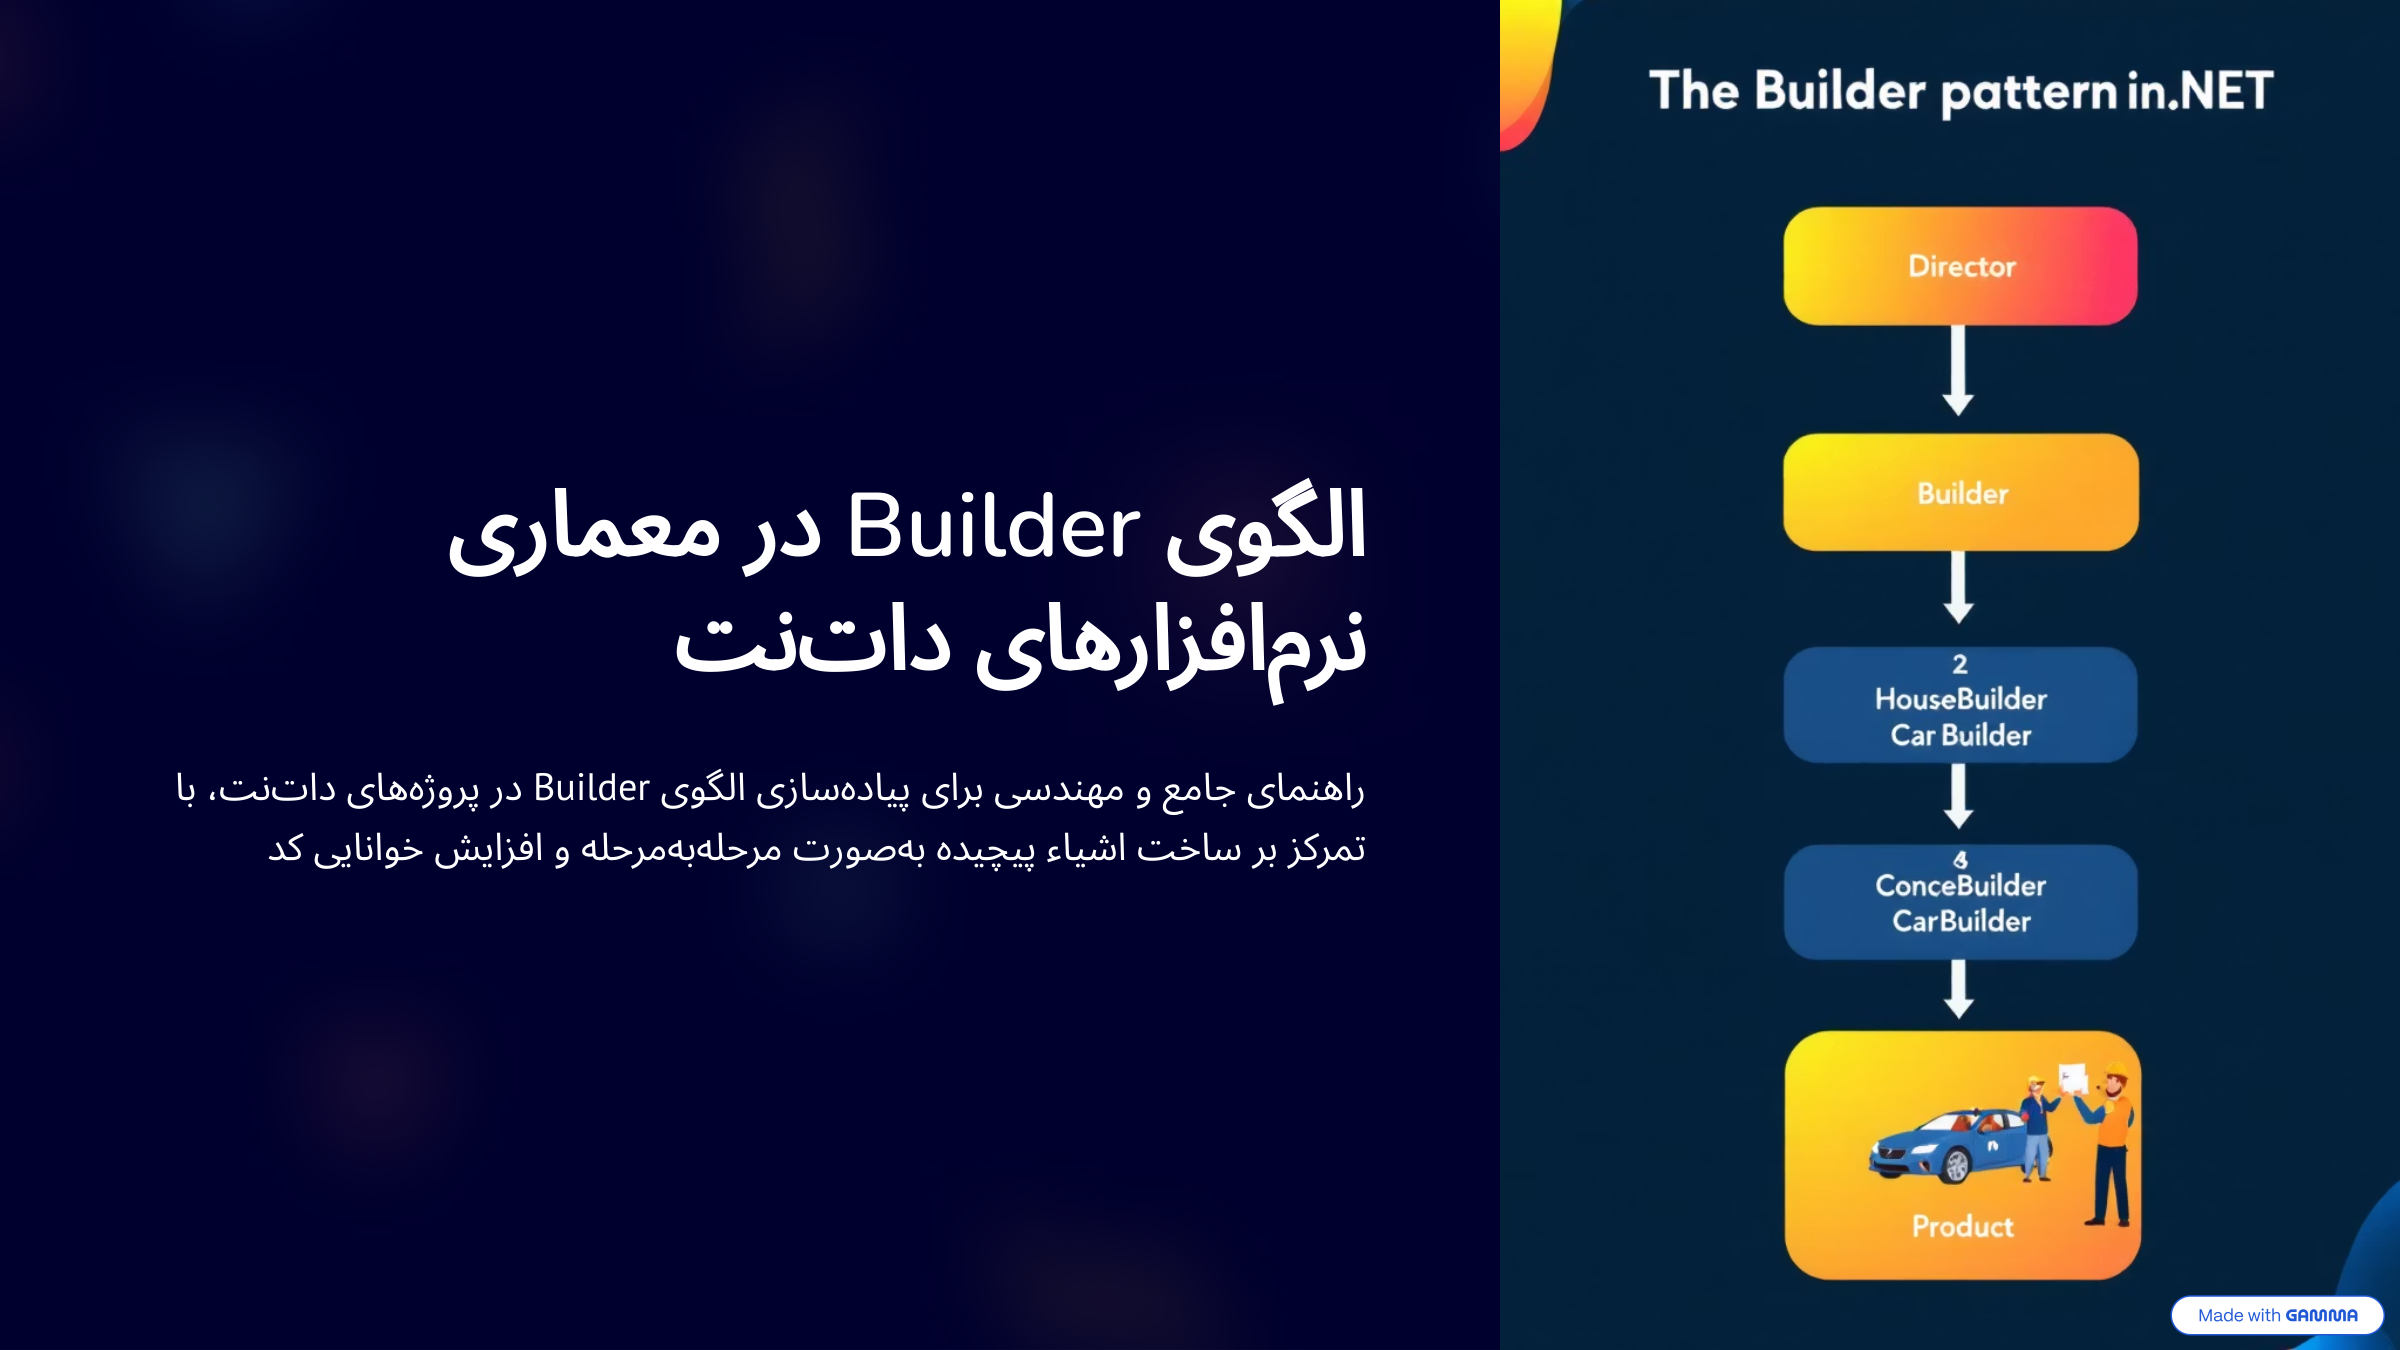 الگوی Builder در معماری
نرم‌افزارهای دات‌نت
راهنمای جامع و مهندسی برای پیاده‌سازی الگوی Builder در پروژه‌های دات‌نت، با
تمرکز بر ساخت اشیاء پیچیده به‌صورت مرحله‌به‌مرحله و افزایش خوانایی کد
The Builder pattern in.NET
Director
Builder
2
HouseBuilder
Car Builder
ConceBuilder
CarBuilder
Product
Made with GAMMA